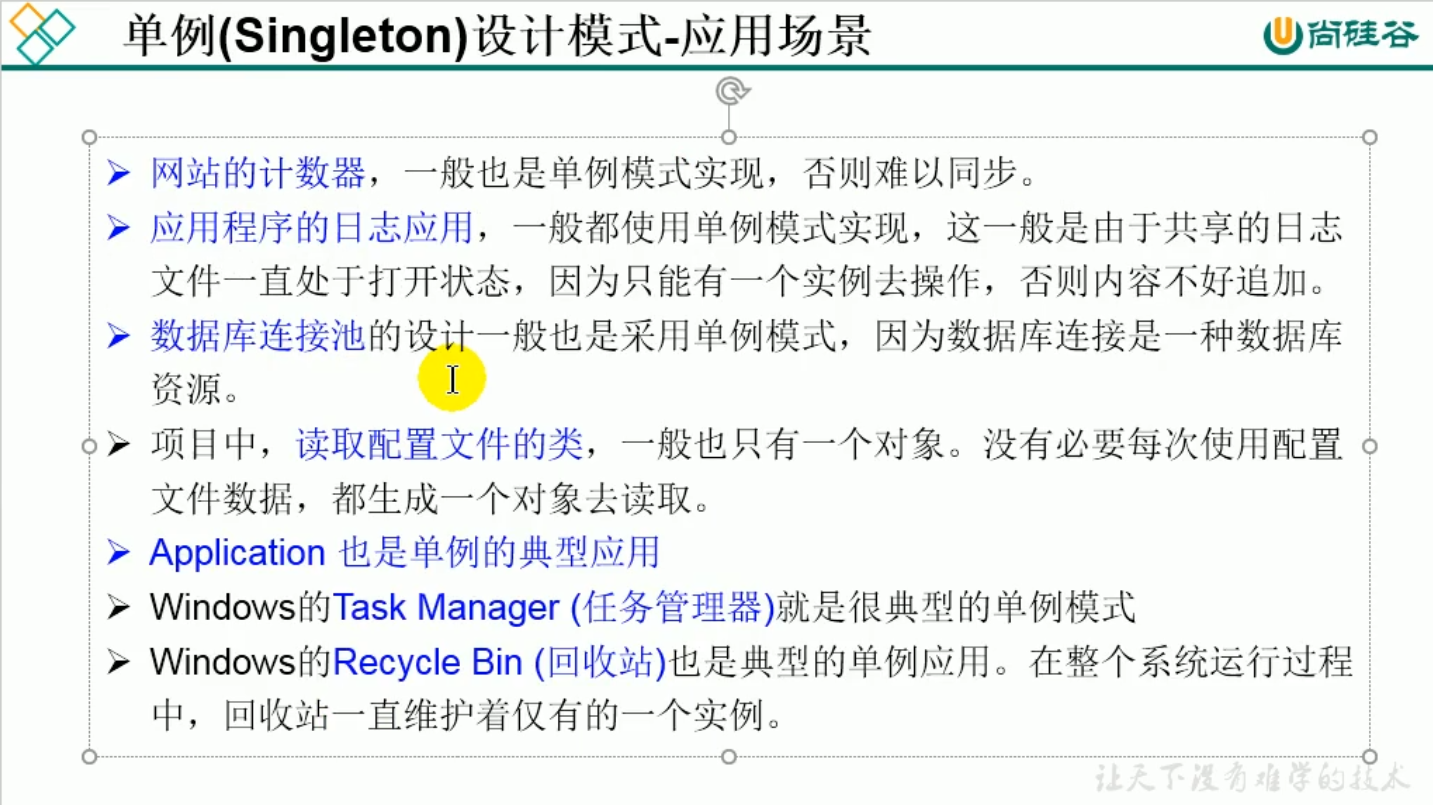 单例(Singleton)设计模式-应用场景
尚硅谷
网站的计数器，一般也是单例模式实现，否则难以同步。
应用程序的日志应用，一般都使用单例模式实现，这一般是由于共享的日志
文件一直处于打开状态，因为只能有一个实例去操作，否则内容不好追加。
数据库连接池的设计一般也是采用单例模式，因为数据库连接是一种数据库
资源。
项目中，读取配置文件的类，一般也只有一个对象。没有必要每次使用配置
文件数据，都生成一个对象去读取。
Application 也是单例的典型应用
Windows的Task Manager (任务管理器)就是很典型的单例模式
Windows的Recycle Bin (回收站)也是典型的单例应用。在整个系统运行过程
中，回收站一直维护着仅有的一个实例。
让天下没有难学的技术